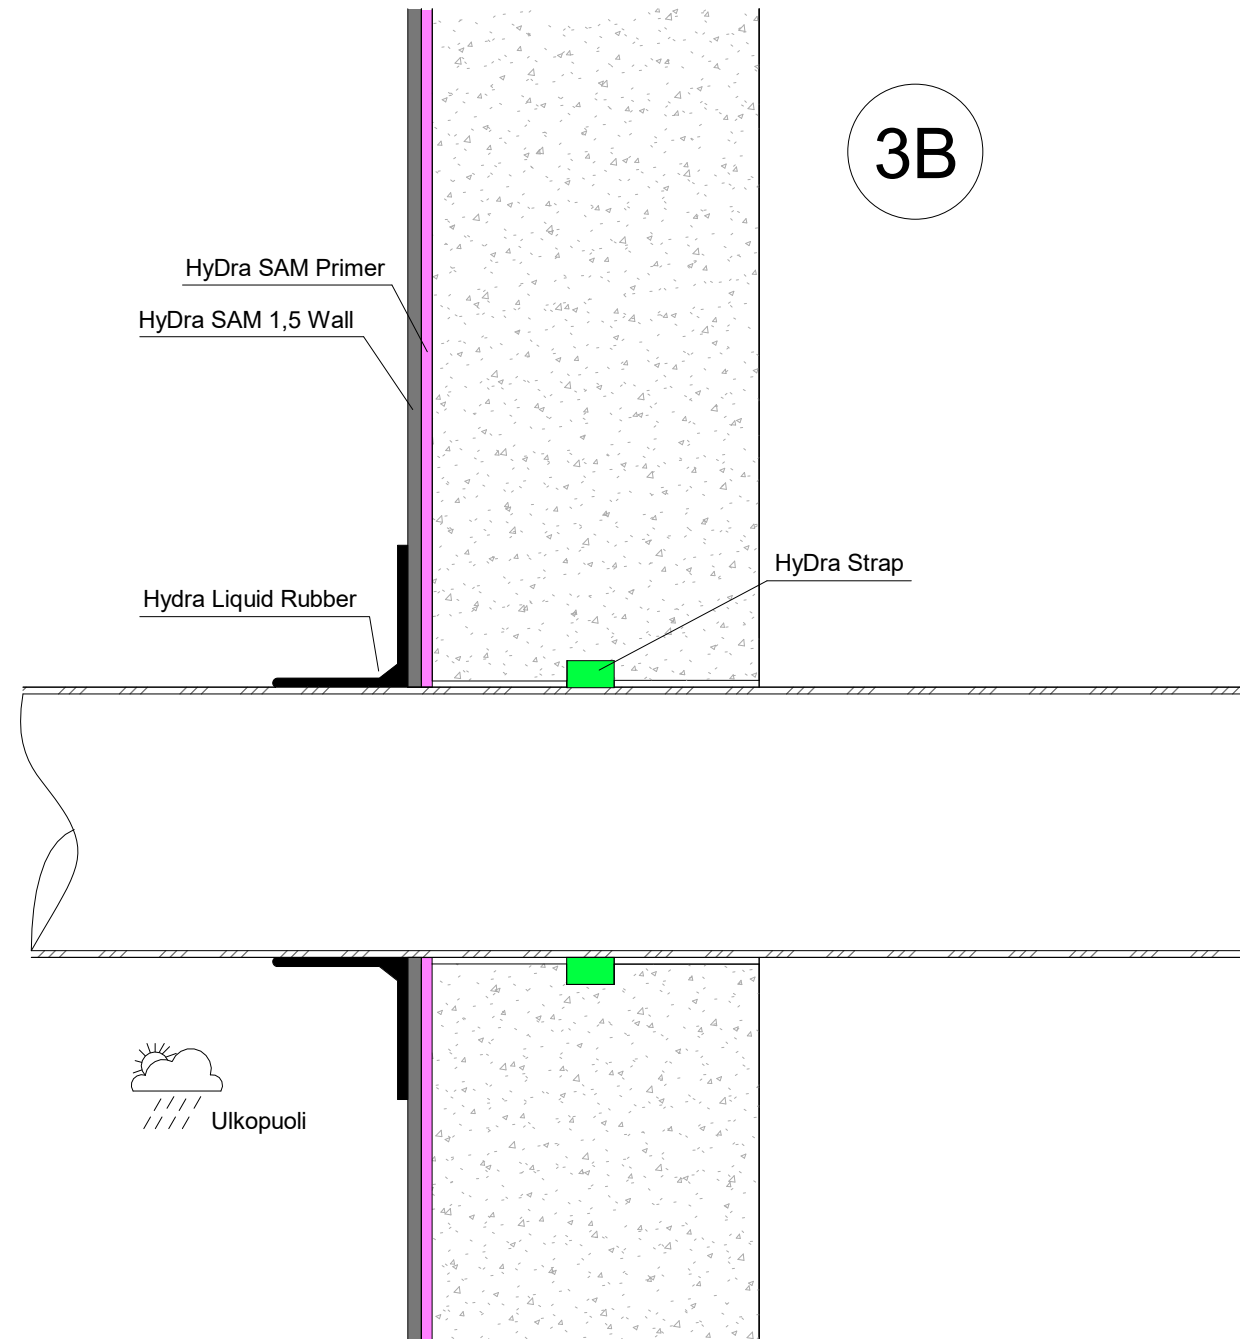 3B
HyDra SAM Primer
HyDra SAM 1,5 Wall
HyDra Strap
Hydra Liquid Rubber
Ulkopuoli